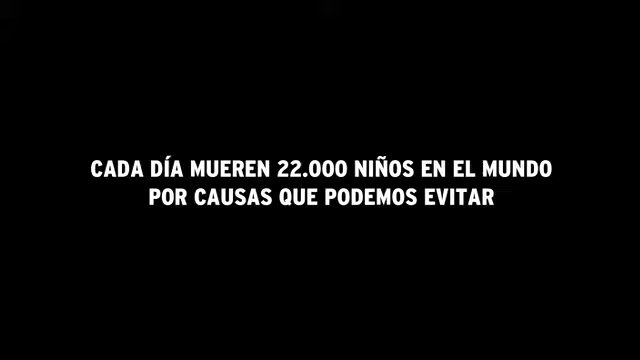 CADA DÍA MUEREN 22.000 NIÑOS EN EL MUNDO
POR CAUSAS QUE PODEMOS EVITAR